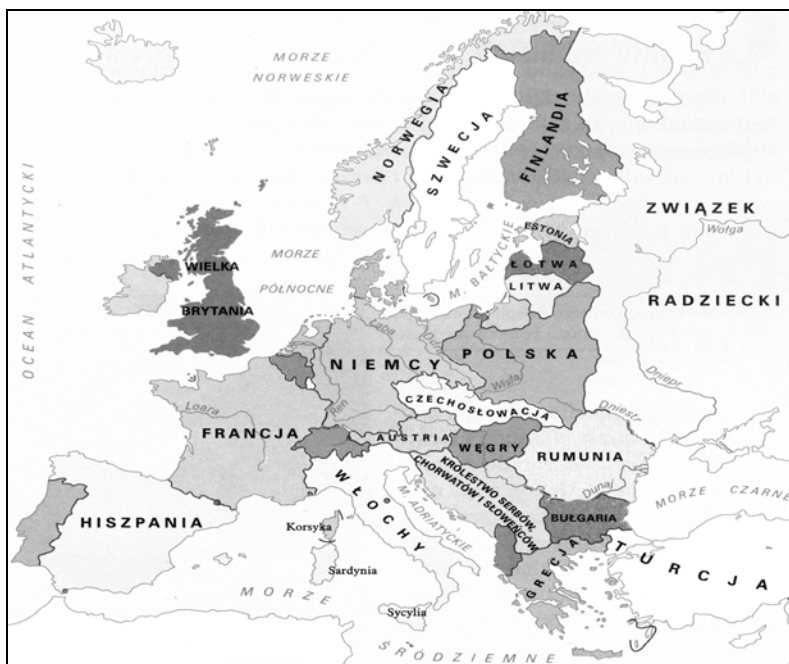 MORZE
NORWESKIE
OCEAN ATLANTYCKI
NORWEGIA
SZWECJA
FINLANDIA
ZWIĄZEK
RADZIECKI
Wołga
ESTONIA
ŁOTWA
LITWA
M. BAŁTYCKIE
MORZE
PÓŁNOCNE
WIELKA
BRYTANIA
Łaba
Odra
NIEMCY
POLSKA
Wisła
Dniepr
Dniestr
Ren
Loara
FRANCJA
CZECHOSŁOWACJA
AUSTRIA
WĘGRY
RUMUNIA
Dunaj
MORZE CZARNE
KRÓLESTWO SERBÓW,
CHORWATÓW I SŁOWEŃCÓW
BUŁGARIA
HISZPANIA
WŁOCHY
M. ADRIATYCKIE
Korsyka
Sardynia
Sycylia
GRECJA
TURCJA
MORZE
ŚRÓDZIEMNE